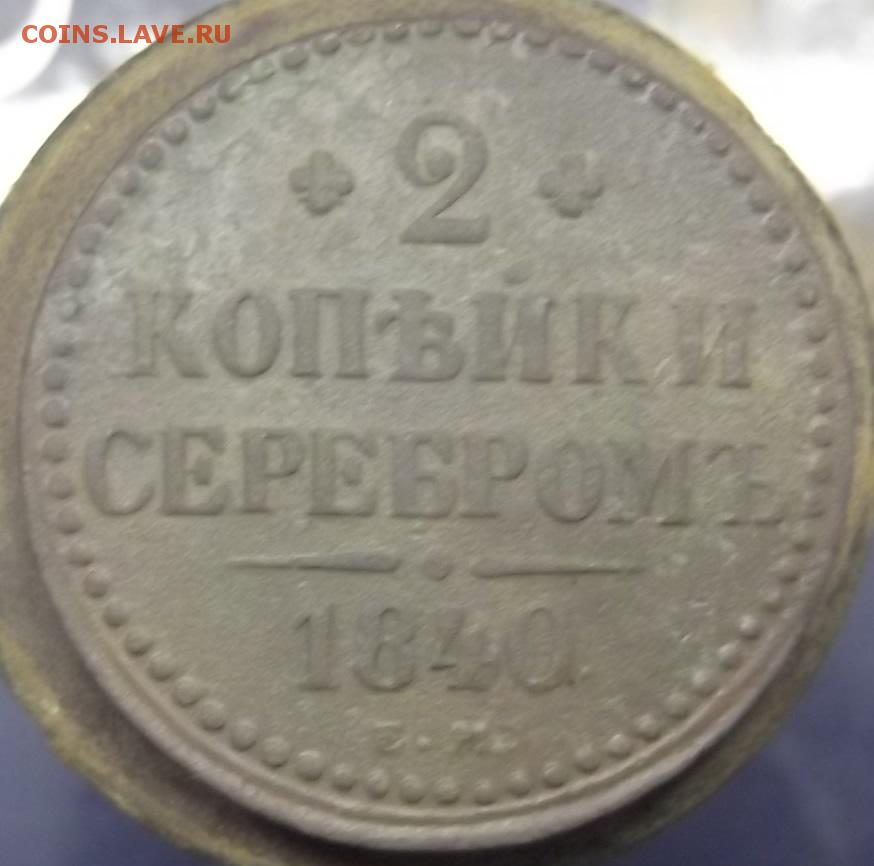 COINS.LAVE.RU
2
КОПѢЙКИ
СЕРЕБРОМЪ
1840
Е.М.